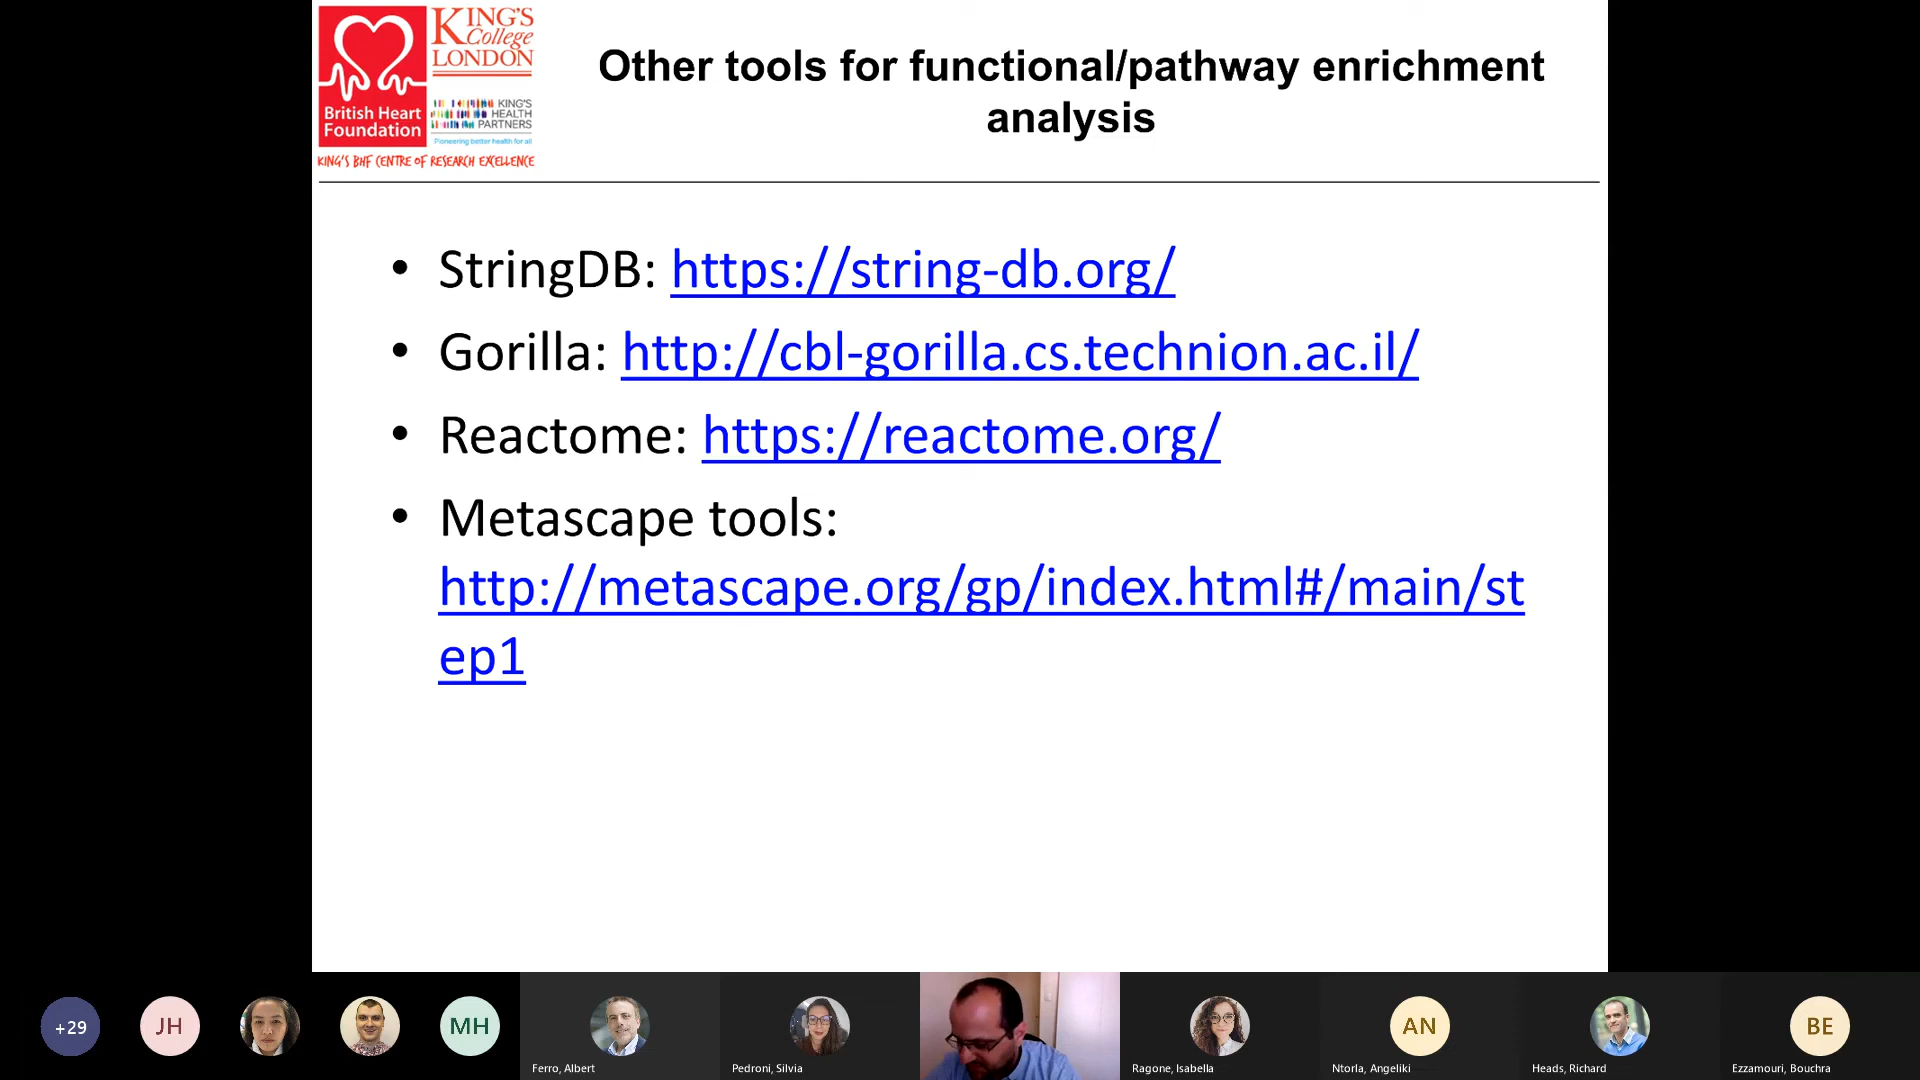 British Heart
Foundation
KING'S
College
LONDON
KING'S
HEALTH
PARTNERS
Pioneering better health for all
KING'S BHF CENTRE OF RESEARCH EXCELLENCE
Other tools for functional/pathway enrichment
analysis
• StringDB: https://string-db.org/
• Gorilla: http://cbl-gorilla.cs.technion.ac.il/
• Reactome: https://reactome.org/
• Metascape tools:
http://metascape.org/gp/index.html#/main/st
ep1
+29
JH
MH
Ferro, Albert
Pedroni, Silvia
Ragone, Isabella
AN
Ntorla, Angeliki
Heads, Richard
BE
Ezzamouri, Bouchra